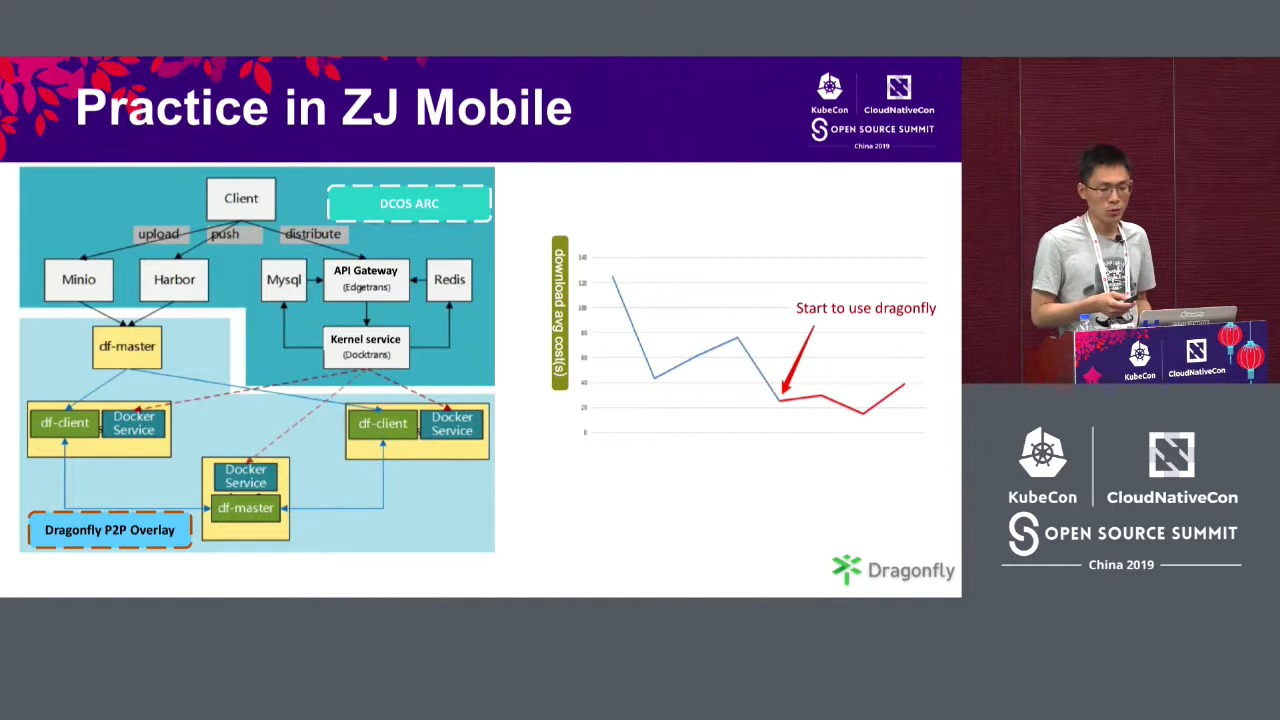 Practice in ZJ Mobile
KubeCon
CloudNativeCon
OPEN SOURCE SUMMIT
China 2019
Client
DCOS ARC
upload
push
distribute
Minio
Harbor
Mysql
API Gateway
(Edgetrans)
Redis
Kernel service
(Docktrans)
df-master
df-client
Docker
Service
df-client
Docker
Service
Docker
Service
df-master
Dragonfly P2P Overlay
download avg cost(s)
140
120
100
80
60
40
20
0
Start to use dragonfly
Dragonfly
KubeCon
CloudNativeCon
KubeCon
CloudNativeCon
OPEN SOURCE SUMMIT
China 2019